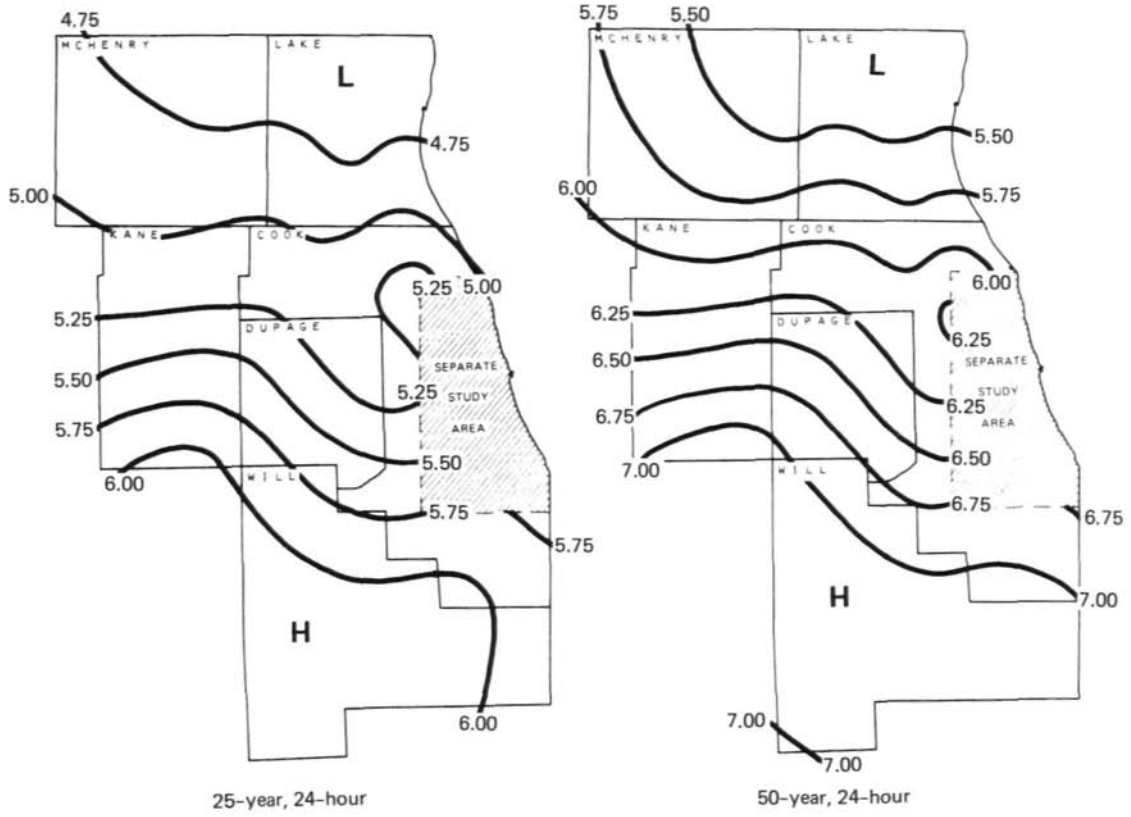 4.75
MCHENRY
LAKE
L
4.75
5.00
KANE
COOK
5.25
5.00
5.25
DUPAGE
SEPARATE
STUDY
AREA
5.25
5.50
5.75
5.50
WILL
6.00
5.75
5.75
H
6.00
25-year, 24-hour
5.75
5.50
MCHENRY
LAKE
L
5.50
5.75
6.00
KANE
COOK
6.00
6.25
DUPAGE
6.25
6.50
SEPARATE
STUDY
AREA
6.25
6.75
6.50
7.00
WILL
6.75
6.75
H
7.00
7.00
7.00
50-year, 24-hour